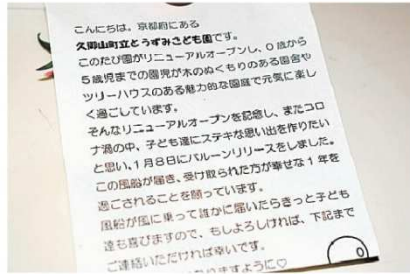 こんにちは。京都府にある
久御山町立とうずみこども園です。
このたび園がリニューアルオープンし、0歳から
5歳児までの園児が木のぬくもりのある園舎や
ツリーハウスのある魅力的な園庭で元気に楽し
く過ごしています。
そんなリニューアルオープンを記念し、またコロ
ナ渦の中、子ども達にステキな思い出を作りたい
と思い、1月8日にバルーンリリースをしました。
この風船が届き、受け取られた方が幸せな1年を
過ごされることを願っています。
風船が風に乗って誰かに届いたらきっと子ども
達も喜びますので、もしよろしければ、下記まで
ご連絡いただければ幸いです。
りますように♡